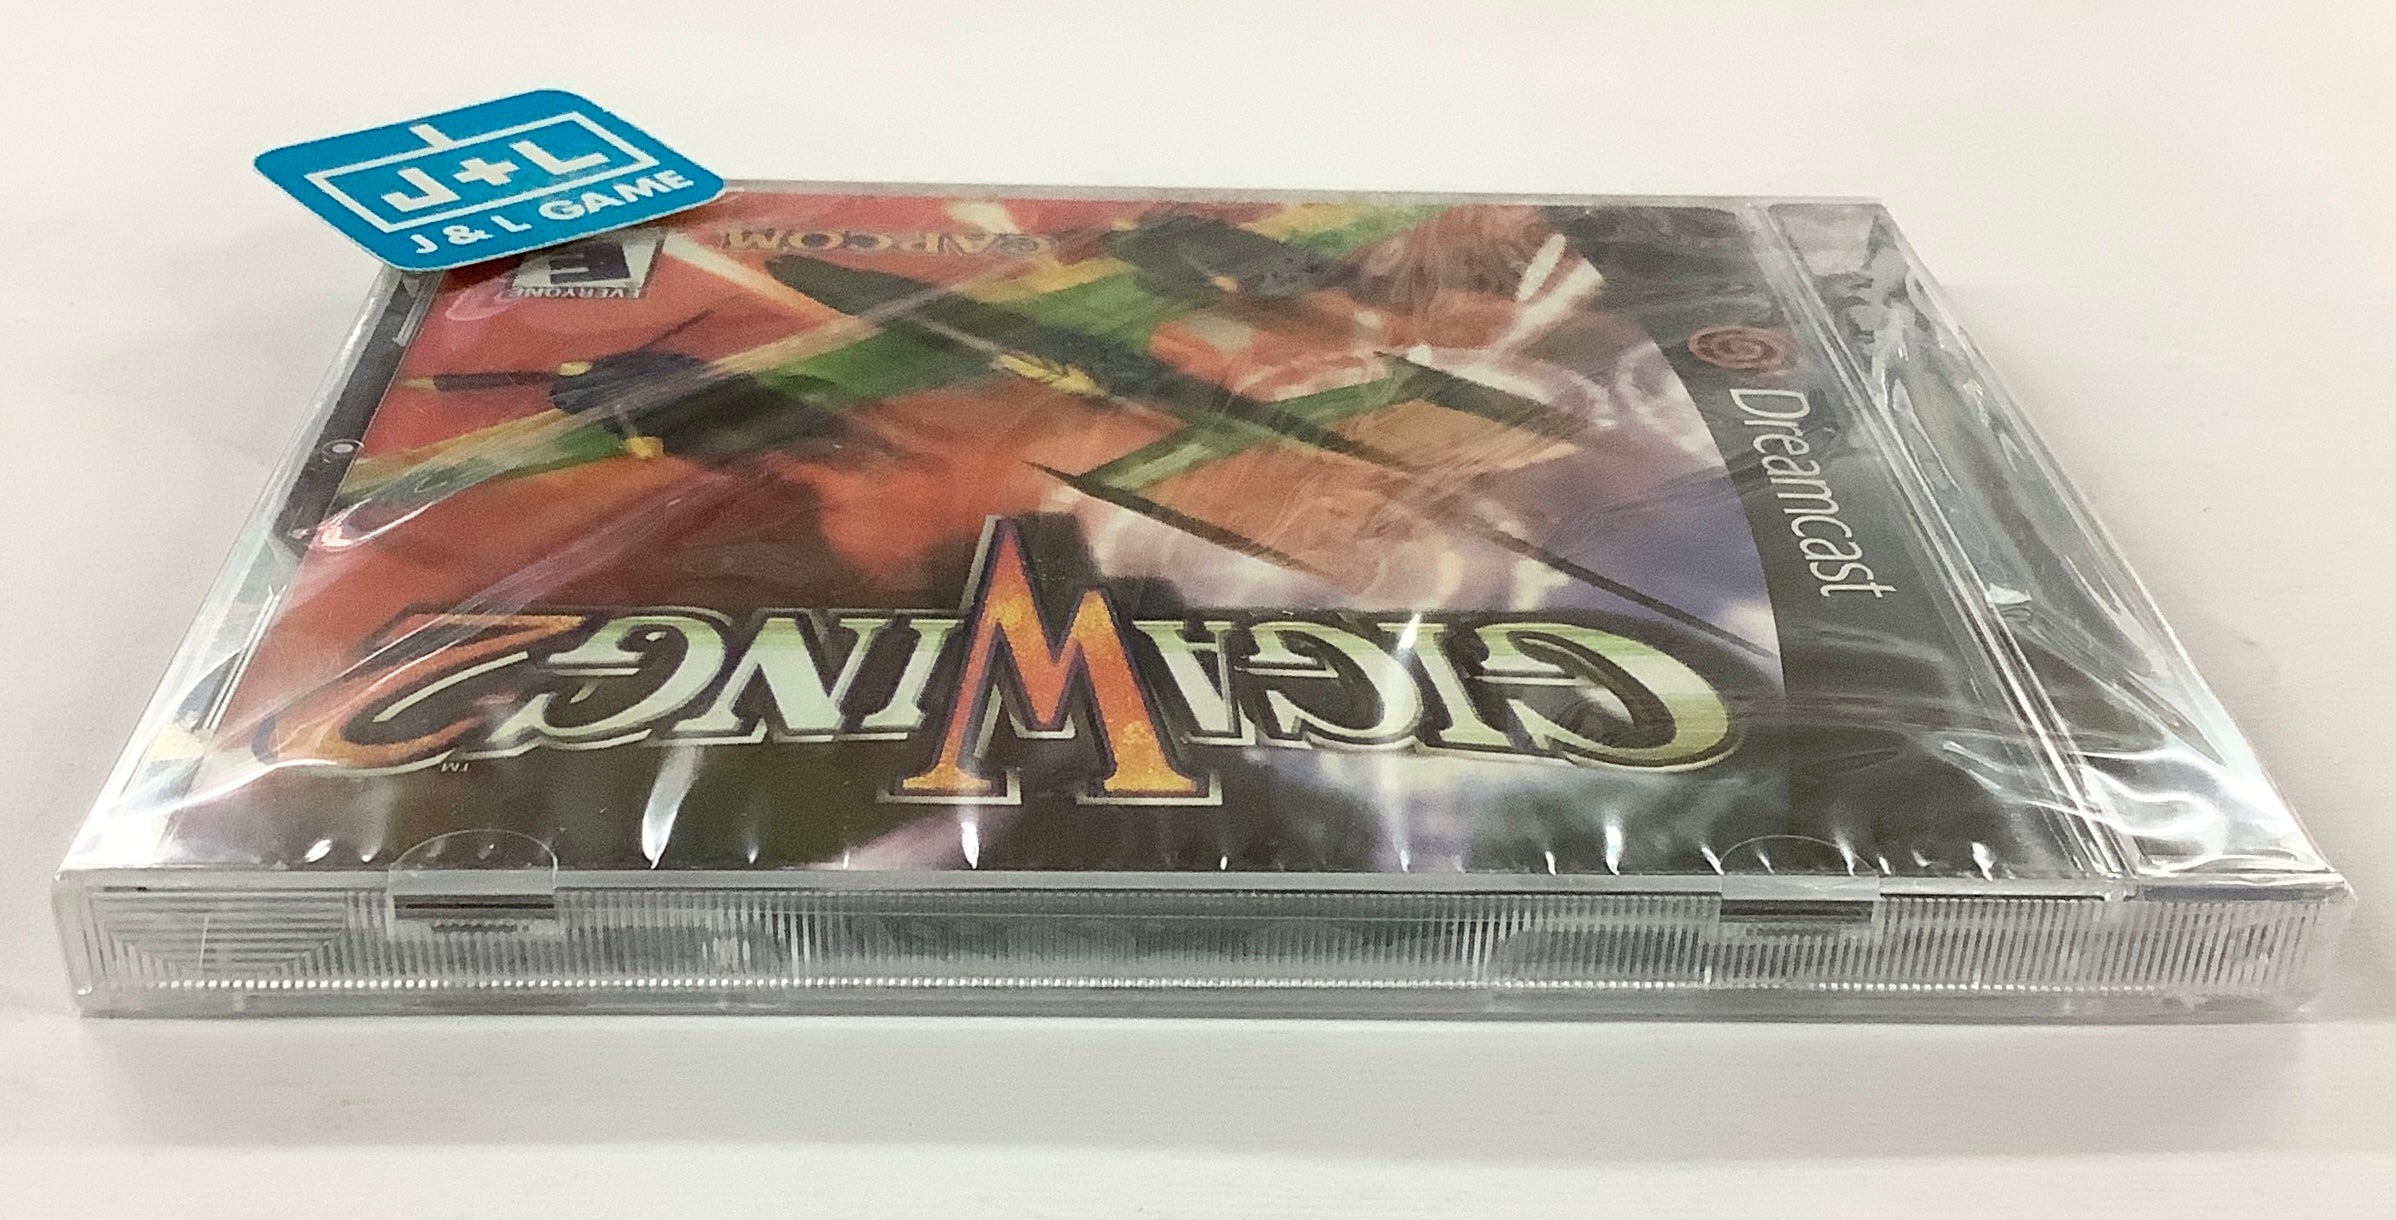 J+L
J & L GAME
CAPCOM
E
EVERYONE
Dreamcast
GIGAWING 2
™